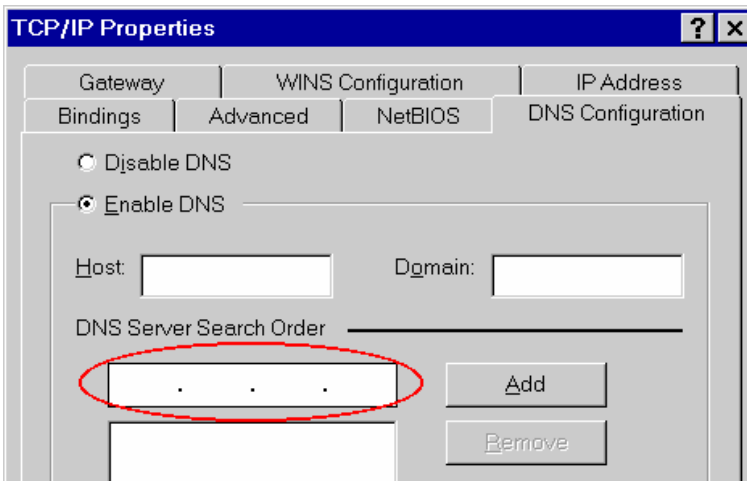 TCP/IP Properties ? ×
Gateway WINS Configuration IP Address
Bindings Advanced NetBIOS DNS Configuration
Disable DNS
Enable DNS
Host: Domain:
DNS Server Search Order
. . . Add
Remove